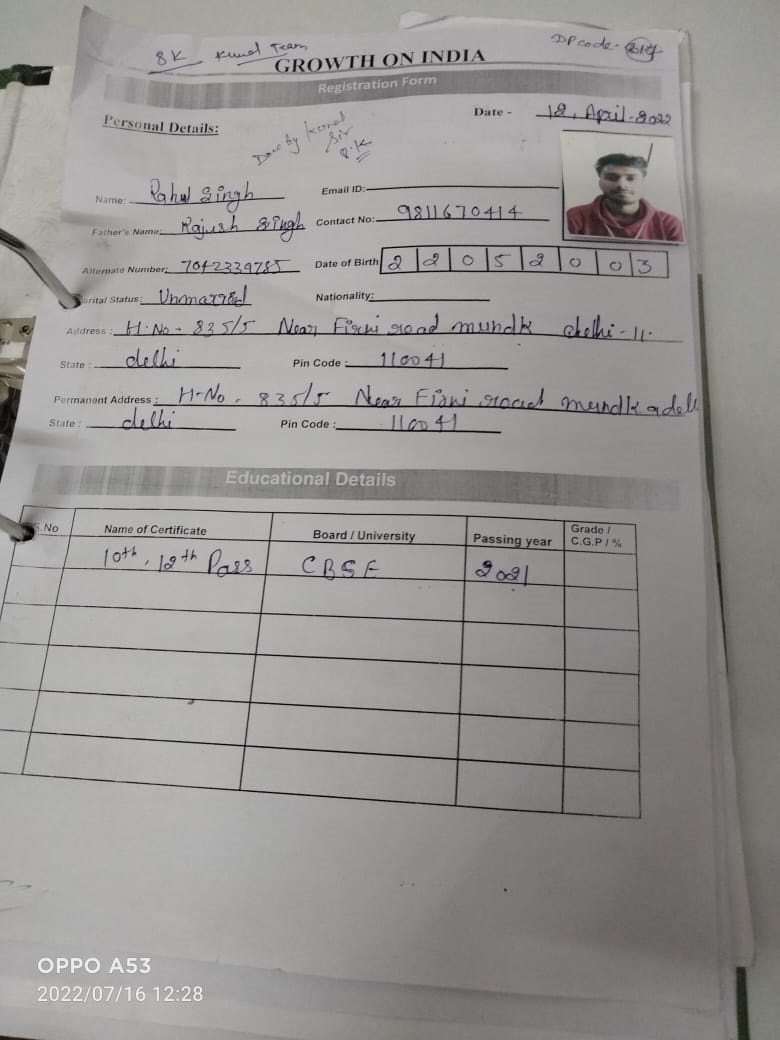 SK Kunal Team
DP code-
GROWTH ON INDIA
Registration Form
Date - 18, April-2022
Personal Details:
Done by Kunal
Sir
S.K
Name: Rahul Singh Email ID:
Father's Name: Rajesh Singh Contact No: 9811670414
Alternate Number: 7042339785 Date of Birth 2 2 0 5 2 0 0 3
arital Status: Unmarried Nationality:
Address : H.No - 835/5 Near Firni road mundk delhi-11.
State : delhi Pin Code : 110041
Permanent Address : H-No. 835/5 Near Firni road mundka dell
State : delhi Pin Code : 110041
Educational Details
S.No Name of Certificate Board / University Passing year Grade / C.G.P / %
10th, 12th Pass CBSE 2021
OPPO A53
2022/07/16 12:28